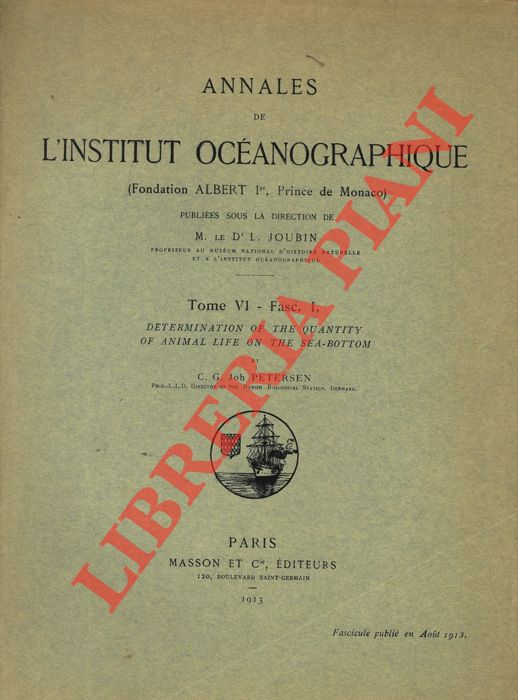 ANNALES
DE
L'INSTITUT OCÉANOGRAPHIQUE
(Fondation ALBERT Ier, Prince de Monaco)
PUBLIÉES SOUS LA DIRECTION DE
M. LE Dr L. JOUBIN
PROFESSEUR AU MUSÉUM NATIONAL D'HISTOIRE NATURELLE
ET A L'INSTITUT OCÉANOGRAPHIQUE
Tome VI - Fasc. I.
DETERMINATION OF THE QUANTITY
OF ANIMAL LIFE ON THE SEA-BOTTOM
BY
C. G. Joh PETERSEN
PH.D.-L.L.D, DIRECTOR OF THE DANISH BIOLOGICAL STATION, DENMARK.
PARIS
MASSON ET Cie, ÉDITEURS
120, BOULEVARD SAINT-GERMAIN
1913
Fascicule publié en Août 1913.
LIBRERIA PIANI